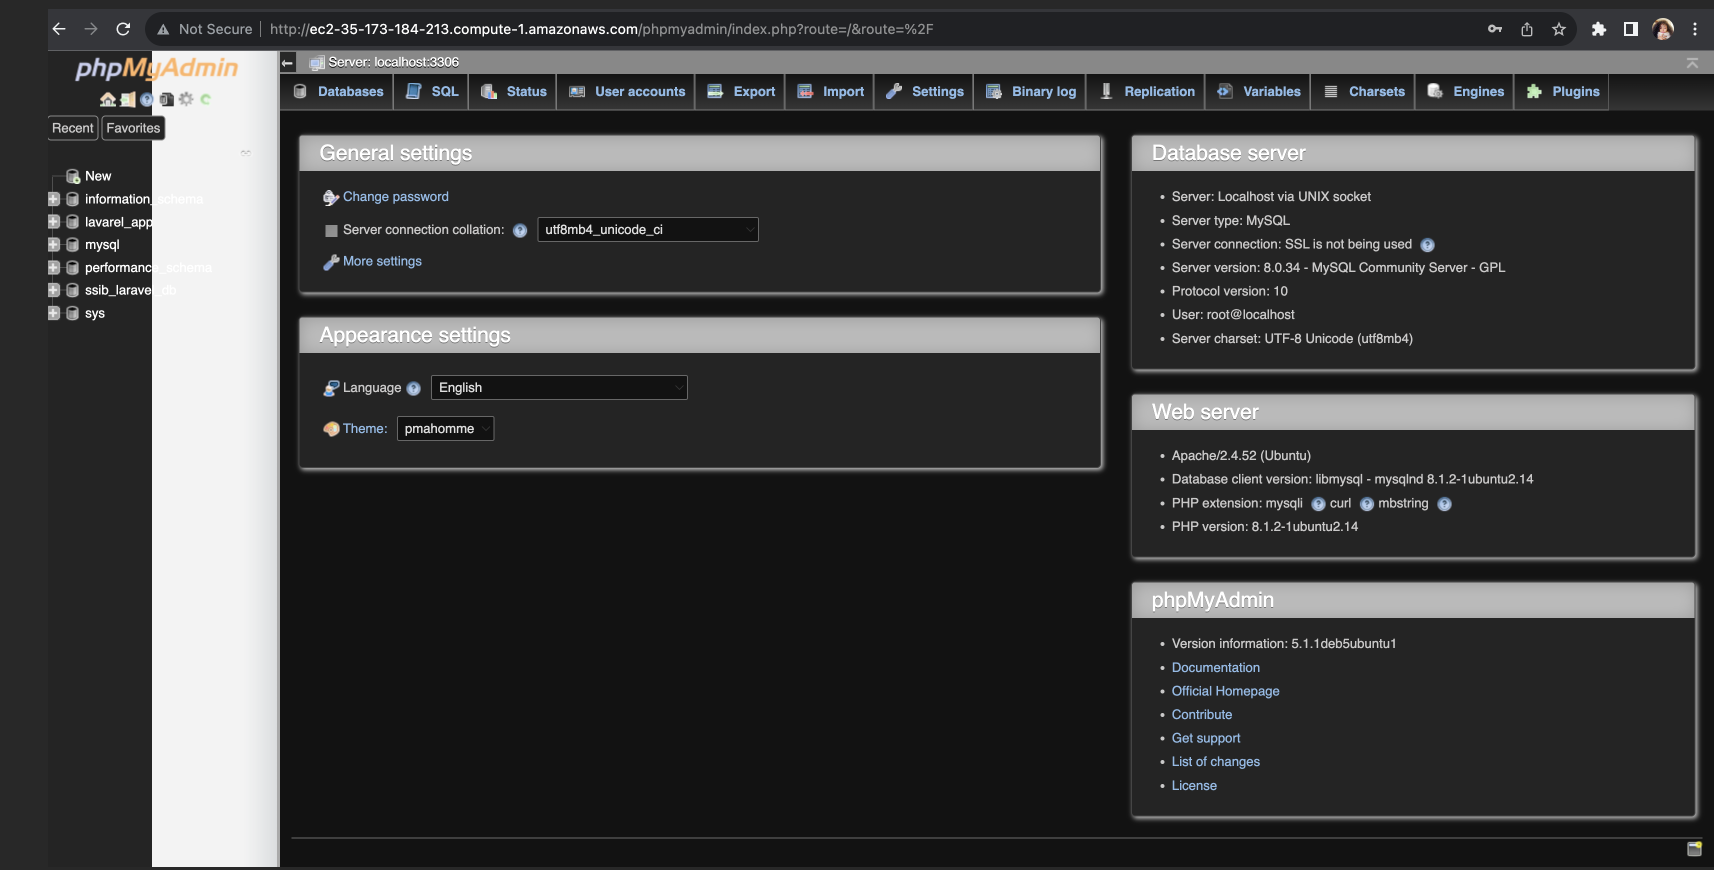 Not Secure http://ec2-35-173-184-213.compute-1.amazonaws.com/phpmyadmin/index.php?route=/&route=%2F
phpMyAdmin
Recent Favorites
New
information_schema
lavarel_app
mysql
performance_schema
ssib_laravel_db
sys
Server: localhost:3306
Databases SQL Status User accounts Export Import Settings Binary log Replication Variables Charsets Engines Plugins
General settings
Change password
Server connection collation: utf8mb4_unicode_ci
More settings
Appearance settings
Language English
Theme: pmahomme
Database server
• Server: Localhost via UNIX socket
• Server type: MySQL
• Server connection: SSL is not being used
• Server version: 8.0.34 - MySQL Community Server - GPL
• Protocol version: 10
• User: root@localhost
• Server charset: UTF-8 Unicode (utf8mb4)
Web server
• Apache/2.4.52 (Ubuntu)
• Database client version: libmysql - mysqlnd 8.1.2-1ubuntu2.14
• PHP extension: mysqli curl mbstring
• PHP version: 8.1.2-1ubuntu2.14
phpMyAdmin
• Version information: 5.1.1deb5ubuntu1
• Documentation
• Official Homepage
• Contribute
• Get support
• List of changes
• License